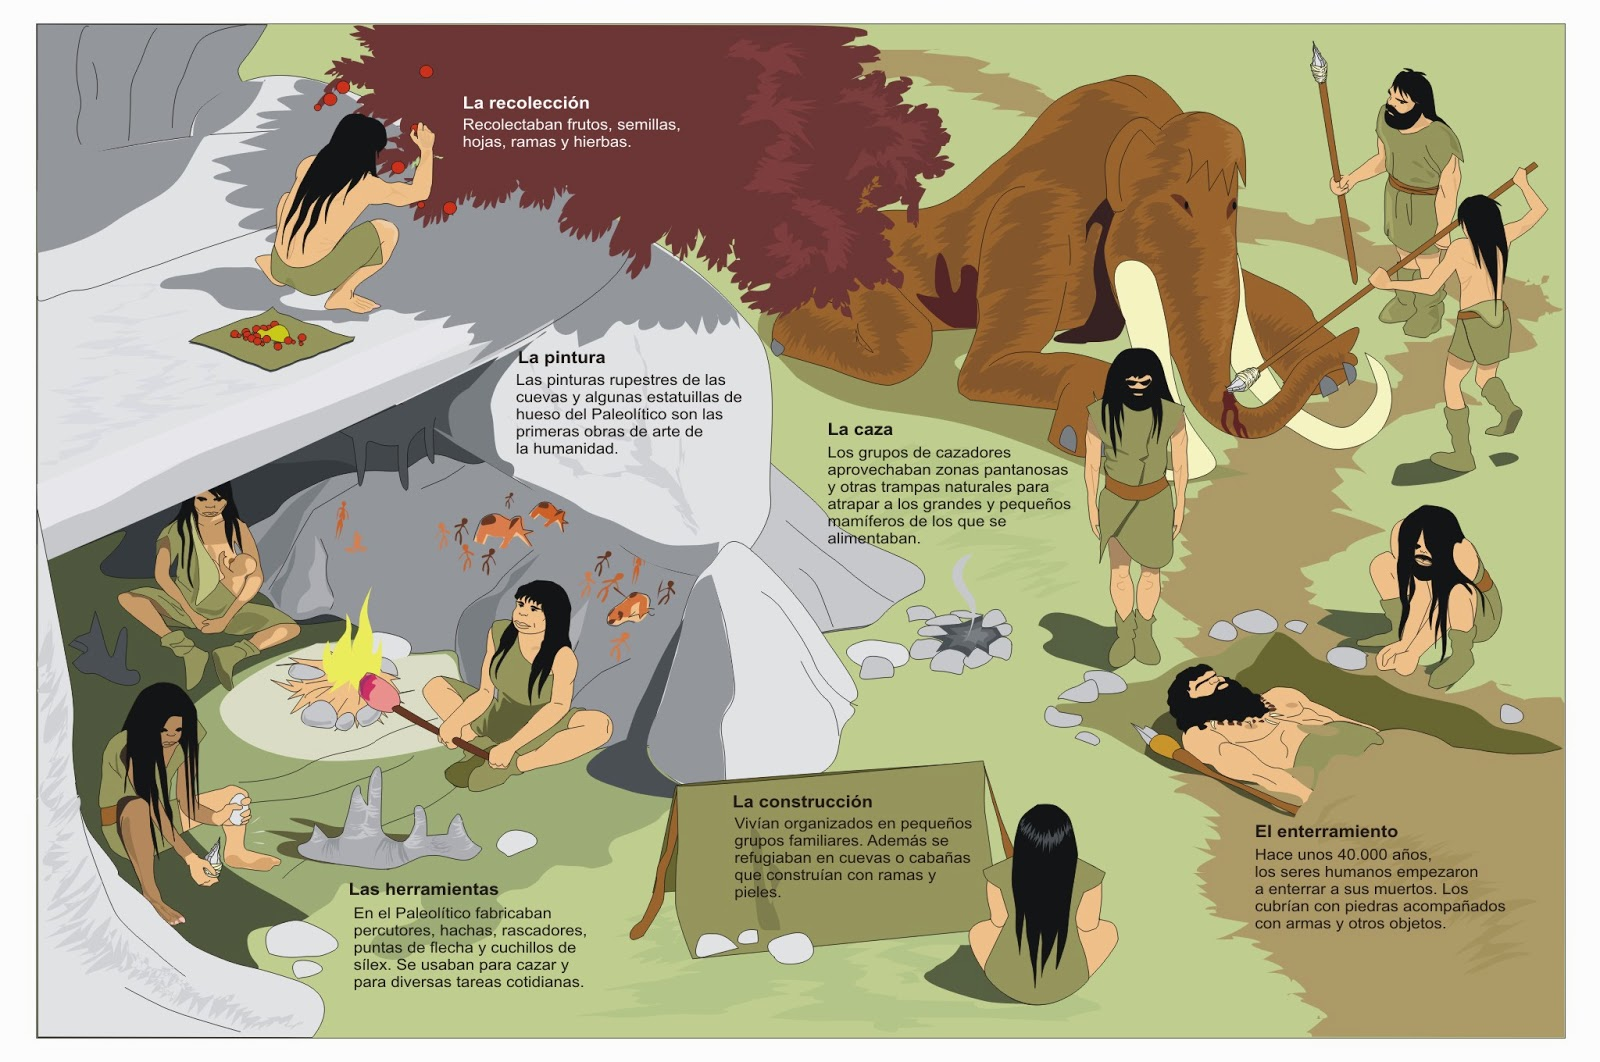 La recolección
Recolectaban frutos, semillas,
hojas, ramas y hierbas.
La pintura
Las pinturas rupestres de las
cuevas y algunas estatuillas de
hueso del Paleolítico son las
primeras obras de arte de
la humanidad.
La caza
Los grupos de cazadores
aprovechaban zonas pantanosas
y otras trampas naturales para
atrapar a los grandes y pequeños
mamíferos de los que se
alimentaban.
La construcción
Vivían organizados en pequeños
grupos familiares. Además se
refugiaban en cuevas o cabañas
que construían con ramas y
pieles.
El enterramiento
Hace unos 40.000 años,
los seres humanos empezaron
a enterrar a sus muertos. Los
cubrían con piedras acompañados
con armas y otros objetos.
Las herramientas
En el Paleolítico fabricaban
percutores, hachas, rascadores,
puntas de flecha y cuchillos de
sílex. Se usaban para cazar y
para diversas tareas cotidianas.